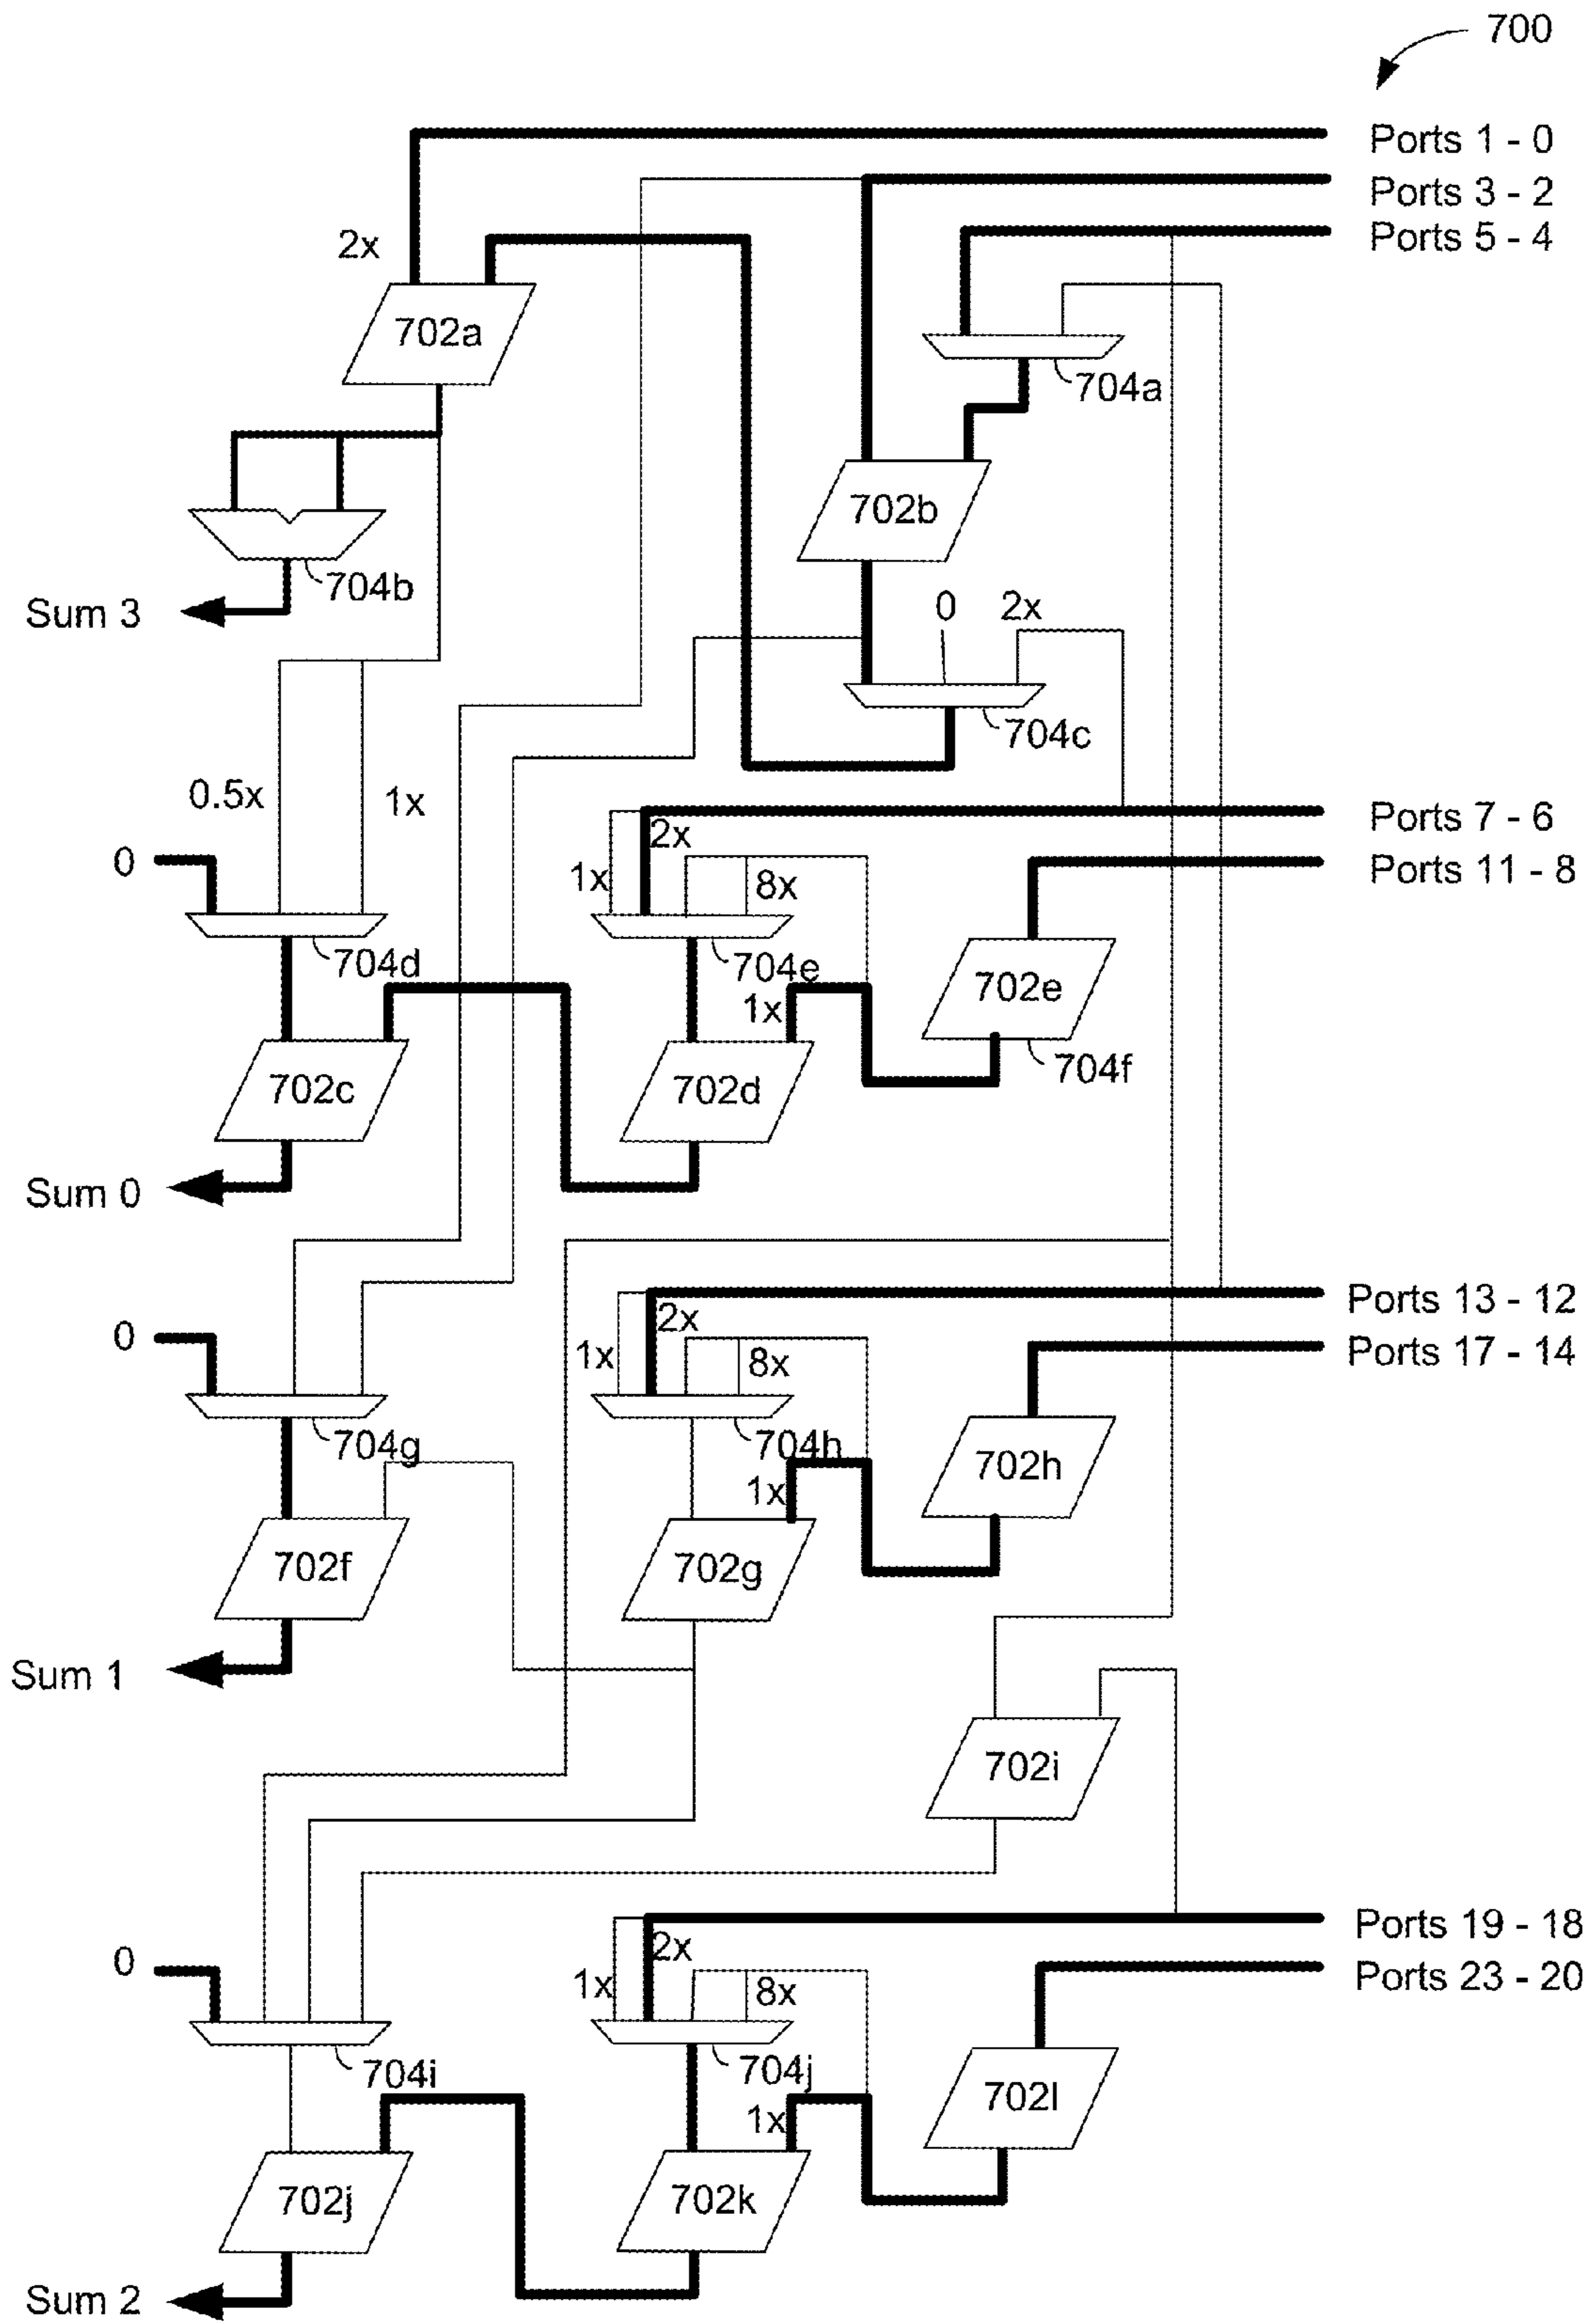 700
Ports 1 - 0
Ports 3 - 2
Ports 5 - 4
2x
702a
704a
702b
704b
Sum 3
0
2x
704c
0.5x
1x
Ports 7 - 6
2x
0
1x
8x
Ports 11 - 8
704d
704e
1x
702e
704f
702c
702d
Sum 0
Ports 13 - 12
2x
0
1x
8x
Ports 17 - 14
704g
704h
1x
702h
702f
702g
Sum 1
702i
Ports 19 - 18
2x
0
1x
8x
Ports 23 - 20
704i
704j
1x
702l
702j
702k
Sum 2